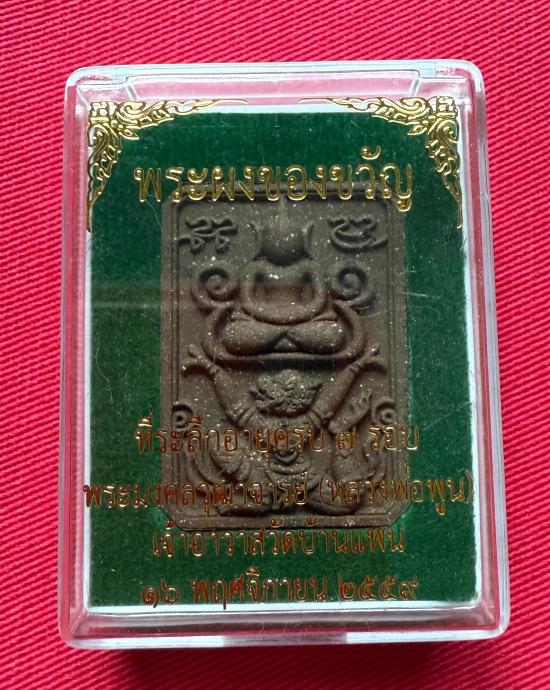 พระผงของขวัญ
ที่ระลึกอายุครบ ๗ รอบ
พระมงคลวุฒาจารย์ (หลวงพ่อพูน)
เจ้าอาวาสวัดบ้านแพน
๑๖ พฤศจิกายน ๒๕๕๙